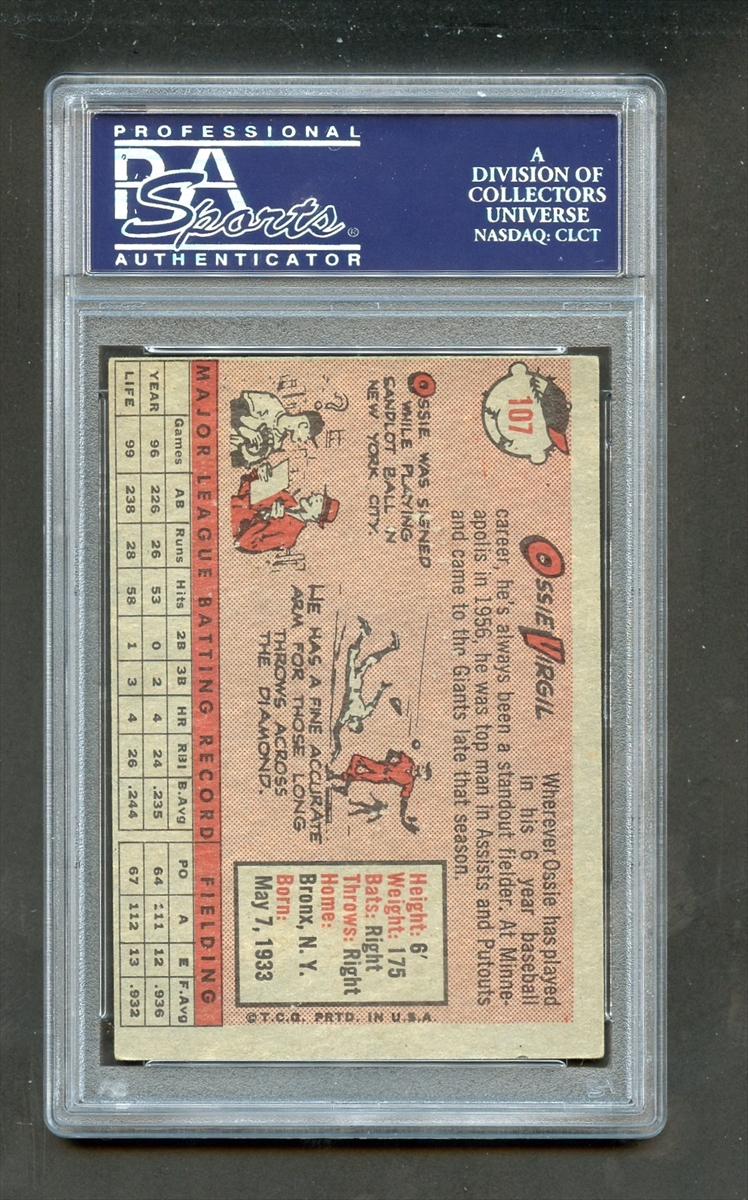 PROFESSIONAL
PSA
Sports®
AUTHENTICATOR
A
DIVISION OF
COLLECTORS
UNIVERSE
NASDAQ: CLCT
107
OSSIE VIRGIL
Wherever Ossie has played
in his 6 year baseball
career, he's always been a standout fielder. At Minne-
apolis in 1956, he was top man in Assists and Putouts
and came to the Giants late that season.
OSSIE WAS SIGNED
WHILE PLAYING
SANDLOT BALL IN
NEW YORK CITY.
HE HAS A FINE ACCURATE
ARM FOR THOSE LONG
THROWS ACROSS
THE DIAMOND.
Height: 6'
Weight: 175
Bats: Right
Throws: Right
Home:
Bronx, N. Y.
Born:
May 7, 1933
©T.C.G. PRTD. IN U.S.A.
MAJOR LEAGUE BATTING RECORD FIELDING
Games AB Runs Hits 2B 3B HR RBI B.Avg PO A E F.Avg
YEAR 96 226 26 53 0 2 4 24 .235 64 111 12 .936
LIFE 99 238 28 58 1 3 4 26 .244 67 112 13 .932